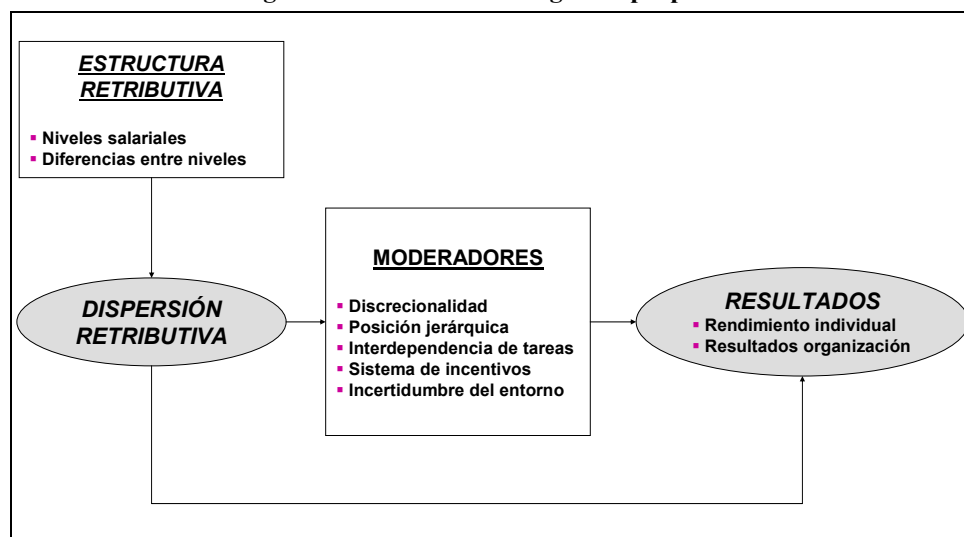 ESTRUCTURA
RETRIBUTIVA
▪ Niveles salariales
▪ Diferencias entre niveles
DISPERSIÓN
RETRIBUTIVA
MODERADORES
▪ Discrecionalidad
▪ Posición jerárquica
▪ Interdependencia de tareas
▪ Sistema de incentivos
▪ Incertidumbre del entorno
RESULTADOS
▪ Rendimiento individual
▪ Resultados organización